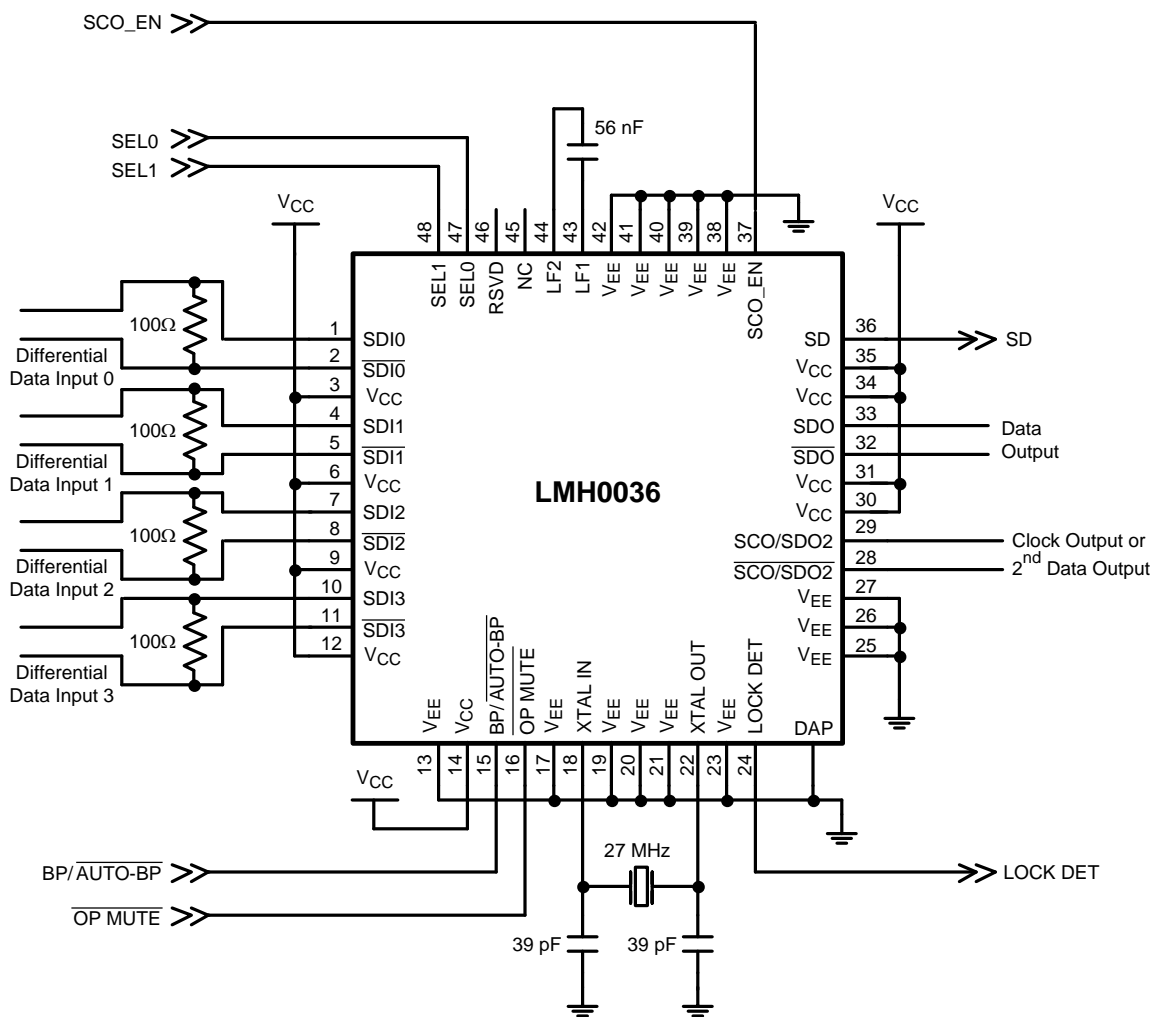 SCO_EN
SEL0
SEL1
56 nF
VCC
VCC
48
47
46
45
44
43
42
41
40
39
38
37
SEL1
SEL0
RSVD
NC
LF2
LF1
VEE
VEE
VEE
VEE
VEE
SCO_EN
100Ω
Differential
Data Input 0
100Ω
Differential
Data Input 1
100Ω
Differential
Data Input 2
100Ω
Differential
Data Input 3
1 SDI0
2 SDI0
3 VCC
4 SDI1
5 SDI1
6 VCC
7 SDI2
8 SDI2
9 VCC
10 SDI3
11 SDI3
12 VCC
LMH0036
SD 36
VCC 35
VCC 34
SDO 33
SDO 32
VCC 31
VCC 30
SCO/SDO2 29
SCO/SDO2 28
VEE 27
VEE 26
VEE 25
SD
Data
Output
Clock Output or
2nd Data Output
VEE
VCC
BP/AUTO-BP
OP MUTE
VEE
XTAL IN
VEE
VEE
VEE
XTAL OUT
VEE
LOCK DET
DAP
13
14
15
16
17
18
19
20
21
22
23
24
VCC
27 MHz
BP/AUTO-BP
LOCK DET
OP MUTE
39 pF
39 pF